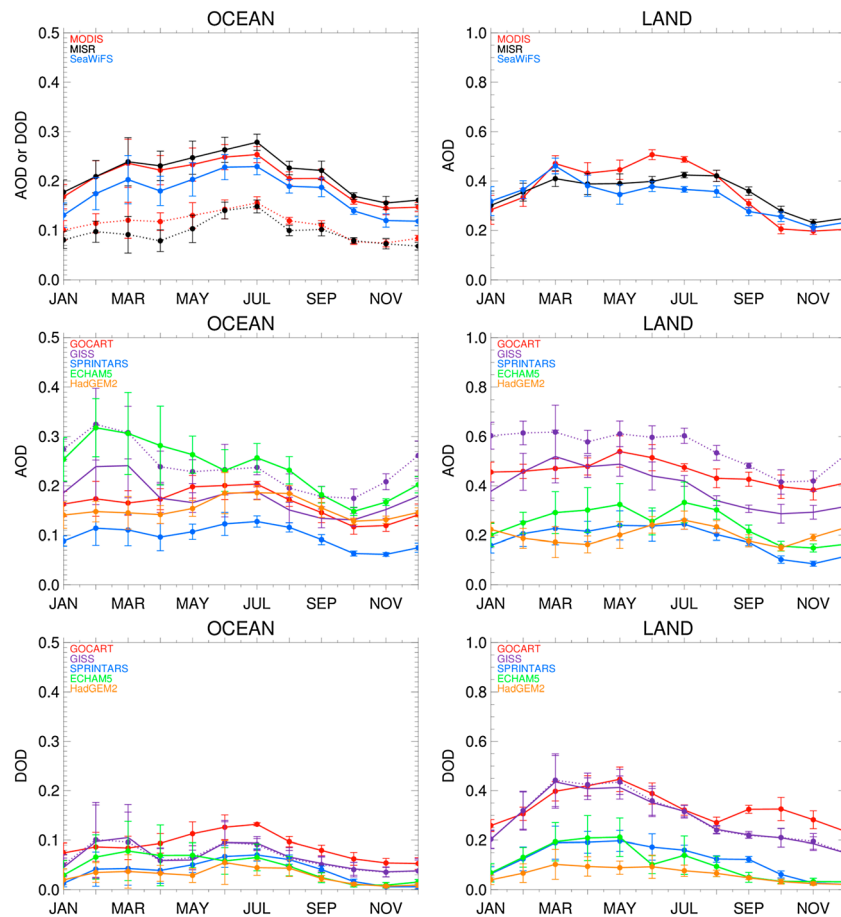 OCEAN
0.5
MODIS
MISR
SeaWiFS
0.4
0.3
0.2
0.1
0.0
AOD or DOD
JAN MAR MAY JUL SEP NOV
LAND
1.0
MODIS
MISR
SeaWiFS
0.8
0.6
0.4
0.2
0.0
AOD
JAN MAR MAY JUL SEP NOV
OCEAN
0.5
GOCART
GISS
SPRINTARS
ECHAM5
HadGEM2
0.4
0.3
0.2
0.1
0.0
AOD
JAN MAR MAY JUL SEP NOV
LAND
1.0
GOCART
GISS
SPRINTARS
ECHAM5
HadGEM2
0.8
0.6
0.4
0.2
0.0
AOD
JAN MAR MAY JUL SEP NOV
OCEAN
0.5
GOCART
GISS
SPRINTARS
ECHAM5
HadGEM2
0.4
0.3
0.2
0.1
0.0
DOD
JAN MAR MAY JUL SEP NOV
LAND
1.0
GOCART
GISS
SPRINTARS
ECHAM5
HadGEM2
0.8
0.6
0.4
0.2
0.0
DOD
JAN MAR MAY JUL SEP NOV